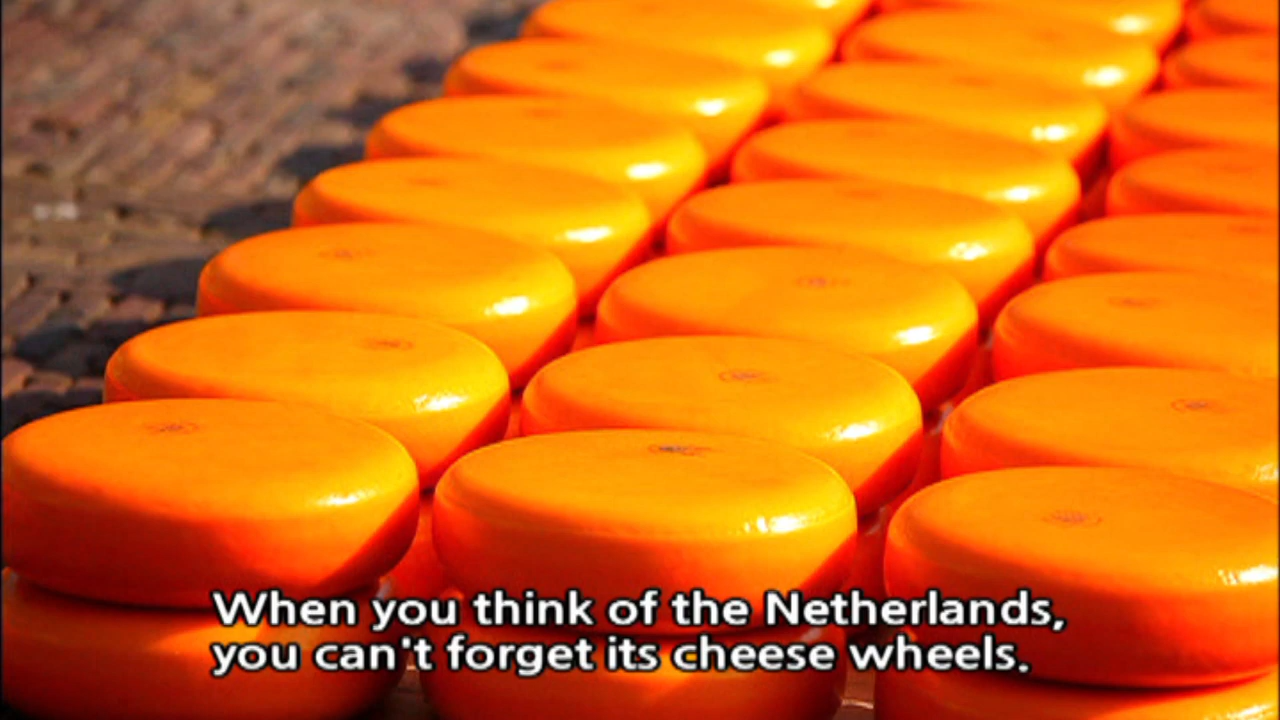 When you think of the Netherlands,
you can't forget its cheese wheels.